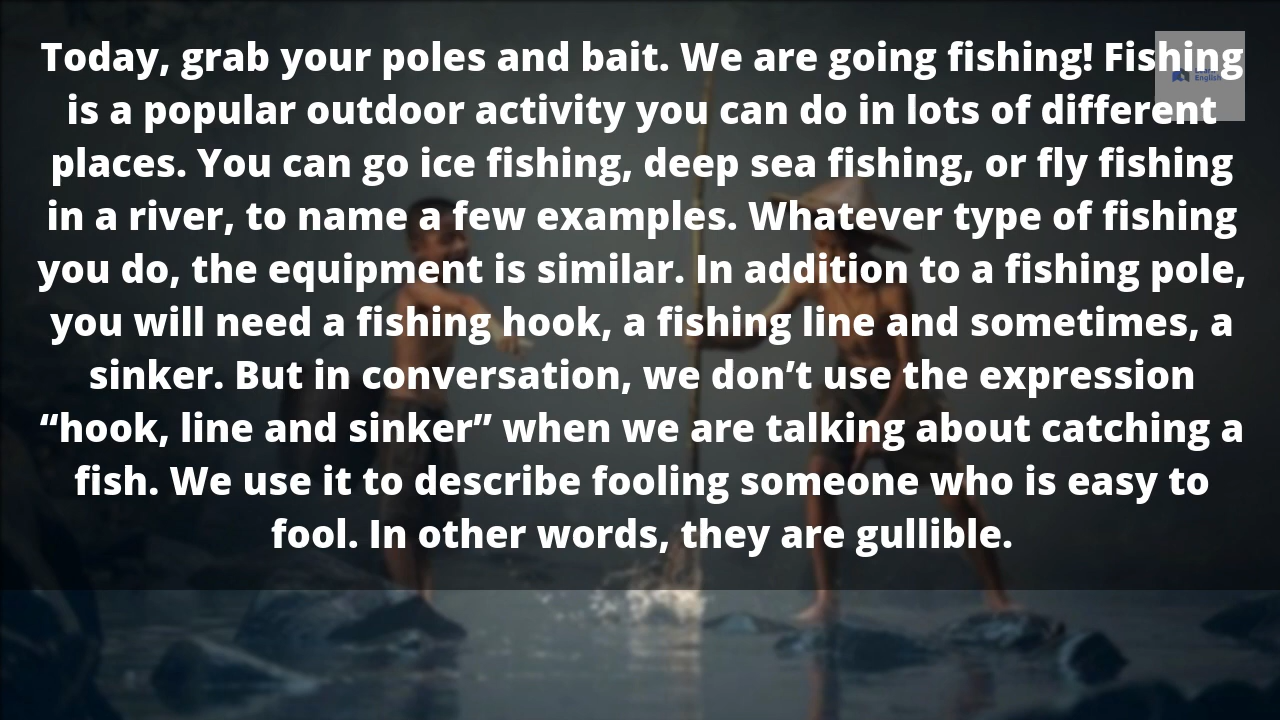 Today, grab your poles and bait. We are going fishing! Fishing
is a popular outdoor activity you can do in lots of different
places. You can go ice fishing, deep sea fishing, or fly fishing
in a river, to name a few examples. Whatever type of fishing
you do, the equipment is similar. In addition to a fishing pole,
you will need a fishing hook, a fishing line and sometimes, a
sinker. But in conversation, we don’t use the expression
“hook, line and sinker” when we are talking about catching a
fish. We use it to describe fooling someone who is easy to
fool. In other words, they are gullible.
English